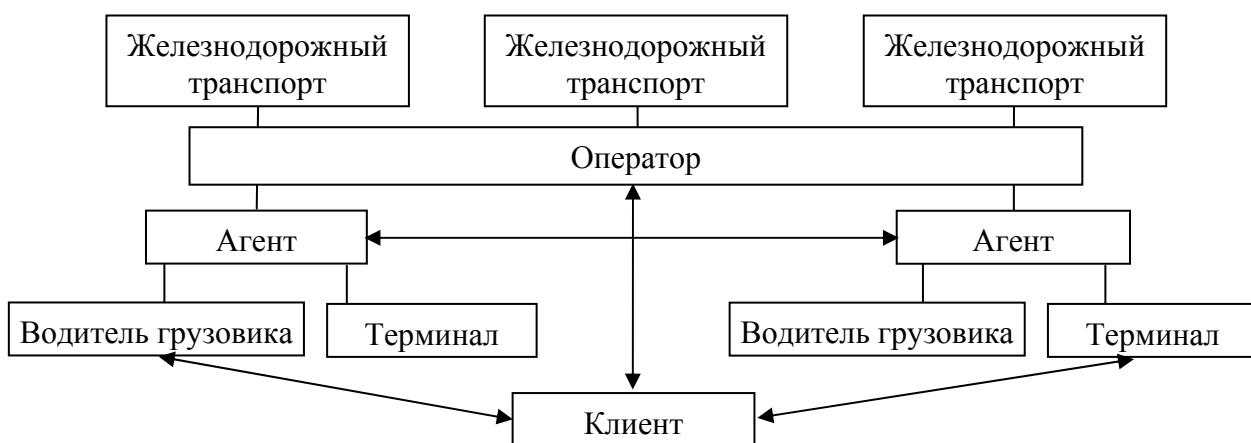 Железнодорожный
транспорт
Железнодорожный
транспорт
Железнодорожный
транспорт
Оператор
Агент
Агент
Водитель грузовика
Терминал
Водитель грузовика
Терминал
Клиент